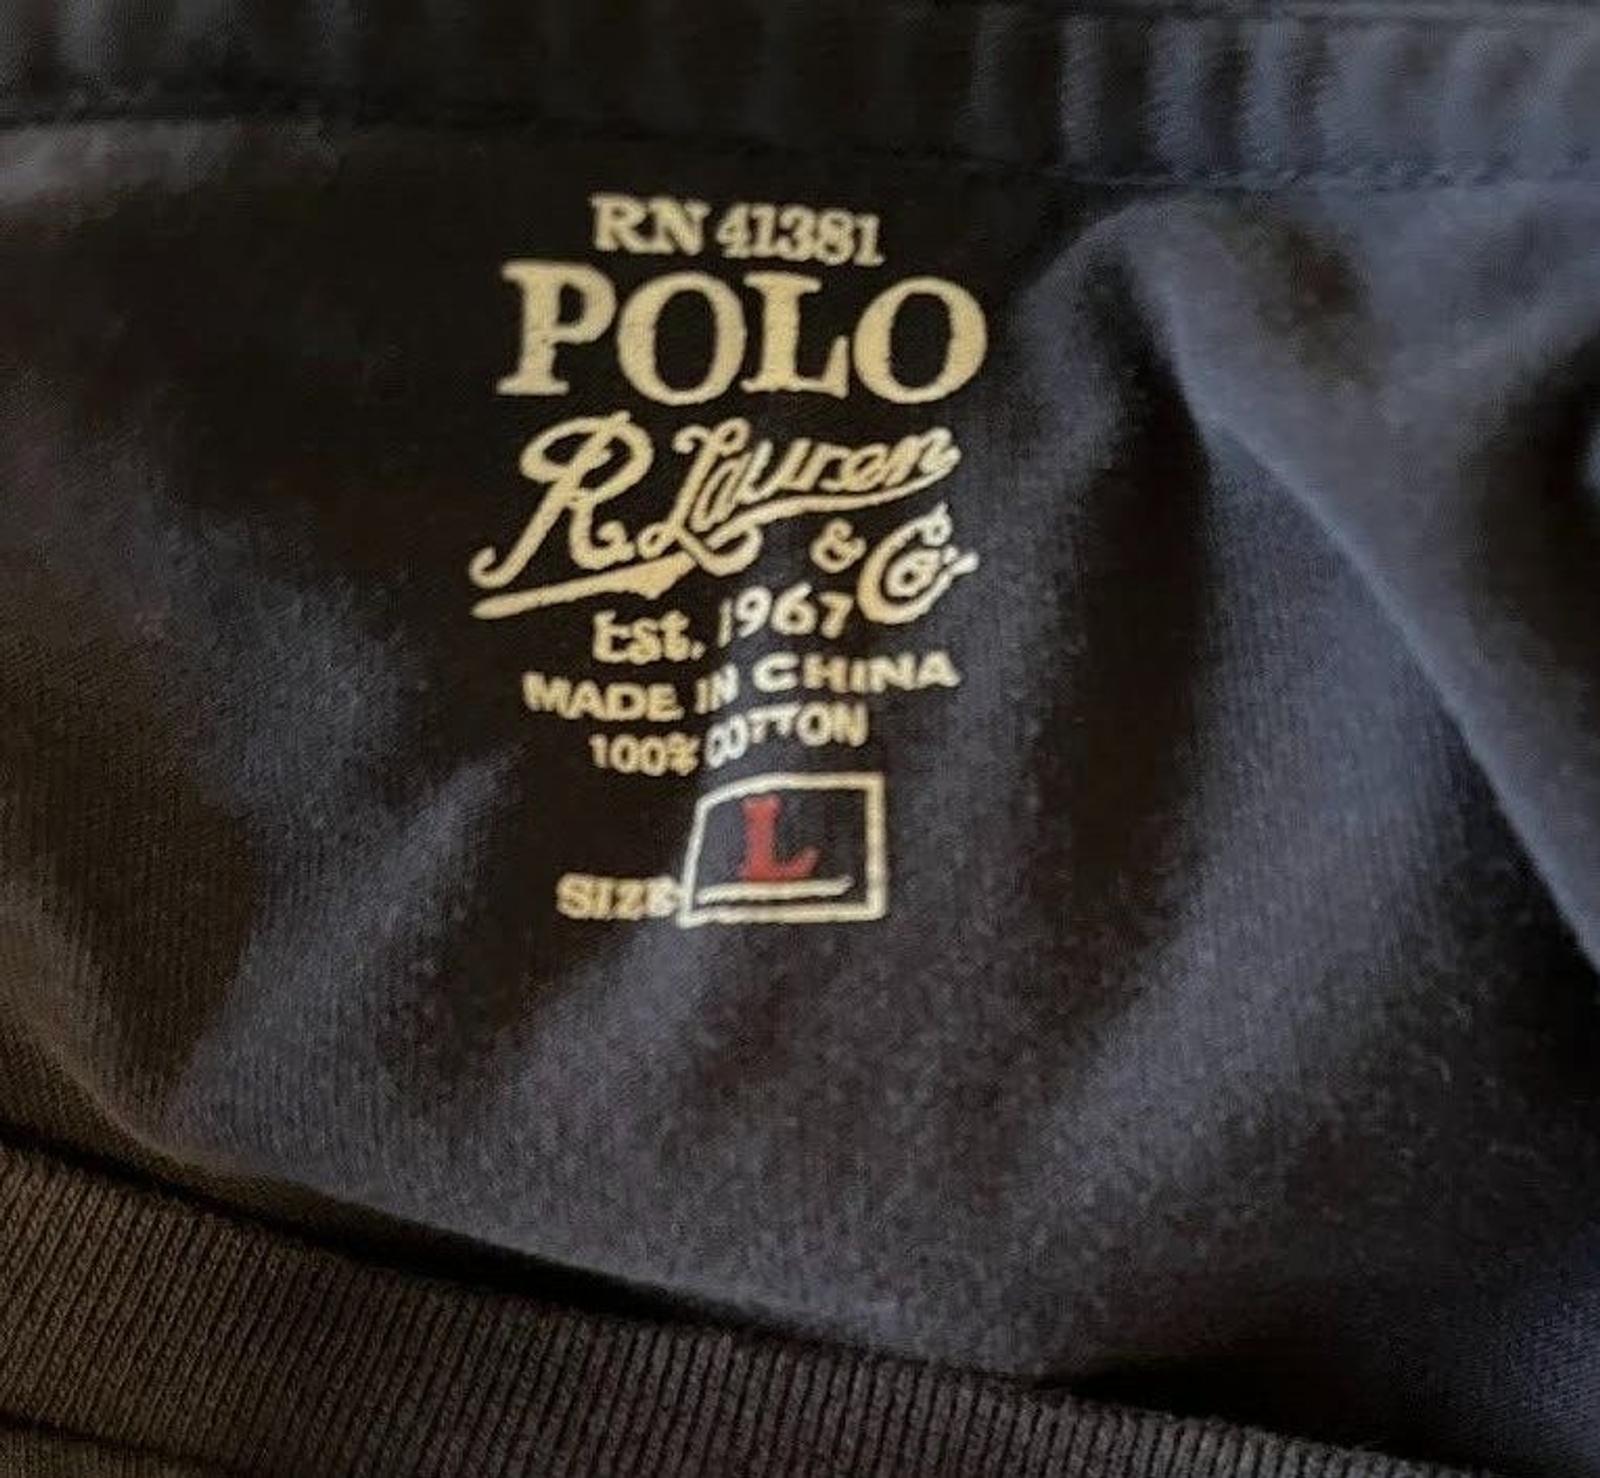 RN 41381
POLO
R Lauren
& Co.
Est. 1967
MADE IN CHINA
100% COTTON
L
SIZE